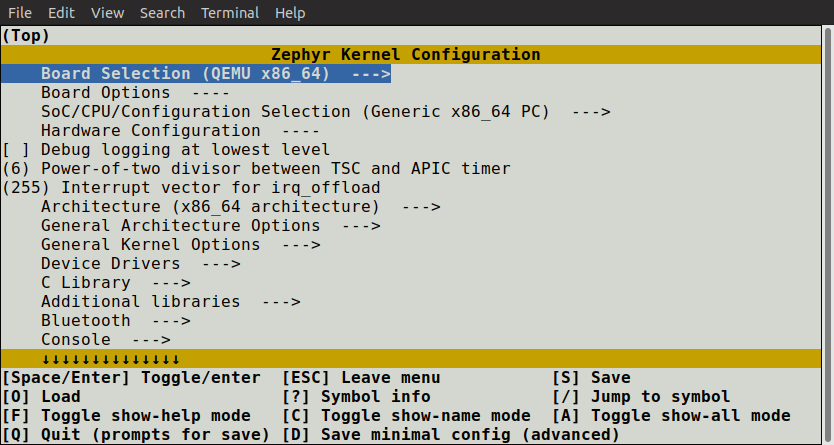 File Edit View Search Terminal Help
(Top)
Zephyr Kernel Configuration
Board Selection (QEMU x86_64)  --->
Board Options  ----
SoC/CPU/Configuration Selection (Generic x86_64 PC)  --->
Hardware Configuration  ----
[ ] Debug logging at lowest level
(6) Power-of-two divisor between TSC and APIC timer
(255) Interrupt vector for irq_offload
Architecture (x86_64 architecture)  --->
General Architecture Options  --->
General Kernel Options  --->
Device Drivers  --->
C Library  --->
Additional libraries  --->
Bluetooth  --->
Console  --->
↓↓↓↓↓↓↓↓↓↓↓↓↓↓
[Space/Enter] Toggle/enter  [ESC] Leave menu  [S] Save
[O] Load  [?] Symbol info  [/] Jump to symbol
[F] Toggle show-help mode  [C] Toggle show-name mode  [A] Toggle show-all mode
[Q] Quit (prompts for save) [D] Save minimal config (advanced)